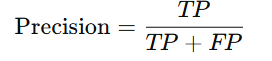 Precision = TP / TP + FP